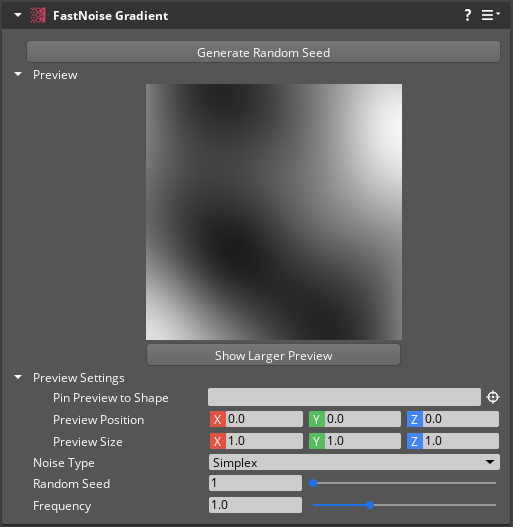 FastNoise Gradient ?
Generate Random Seed
Preview
Show Larger Preview
Preview Settings
Pin Preview to Shape
Preview Position X 0.0 Y 0.0 Z 0.0
Preview Size X 1.0 Y 1.0 Z 1.0
Noise Type Simplex
Random Seed 1
Frequency 1.0